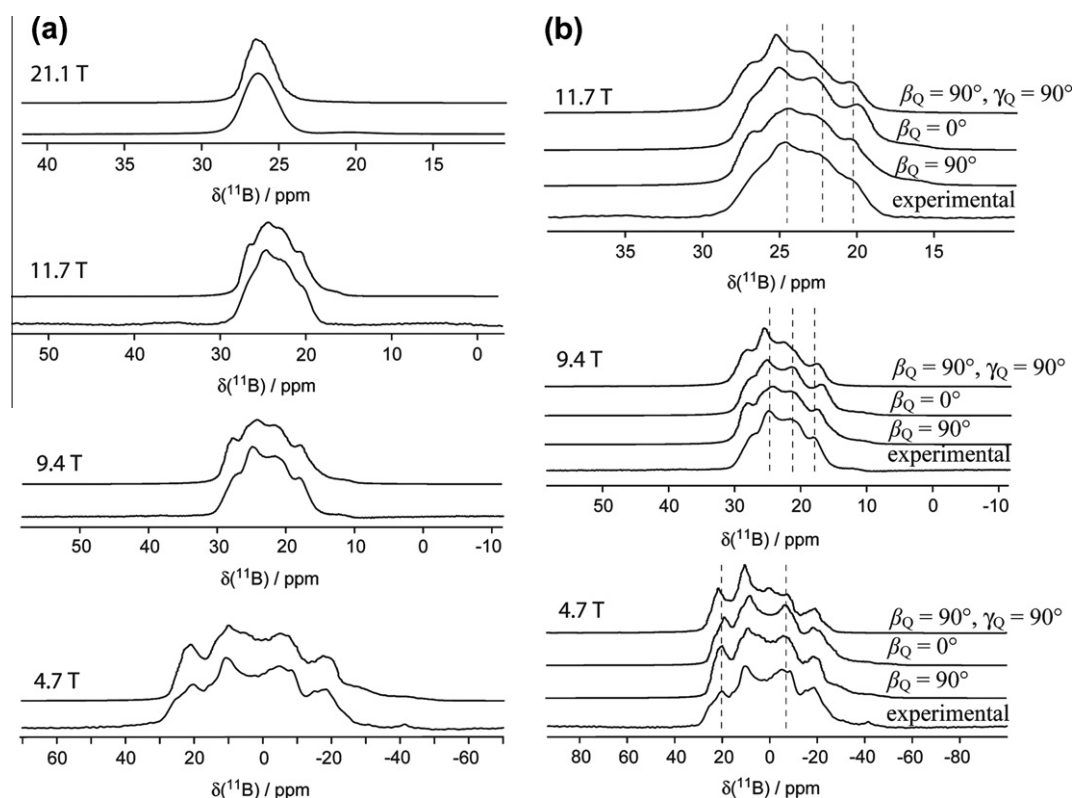 (a)
21.1 T
40 35 30 25 20 15
δ(¹¹B) / ppm
11.7 T
50 40 30 20 10 0
δ(¹¹B) / ppm
9.4 T
50 40 30 20 10 0 -10
δ(¹¹B) / ppm
4.7 T
60 40 20 0 -20 -40 -60
δ(¹¹B) / ppm
(b)
11.7 T
βQ = 90°, γQ = 90°
βQ = 0°
βQ = 90°
experimental
35 30 25 20 15
δ(¹¹B) / ppm
9.4 T
βQ = 90°, γQ = 90°
βQ = 0°
βQ = 90°
experimental
50 40 30 20 10 0 -10
δ(¹¹B) / ppm
4.7 T
βQ = 90°, γQ = 90°
βQ = 0°
βQ = 90°
experimental
80 60 40 20 0 -20 -40 -60 -80
δ(¹¹B) / ppm